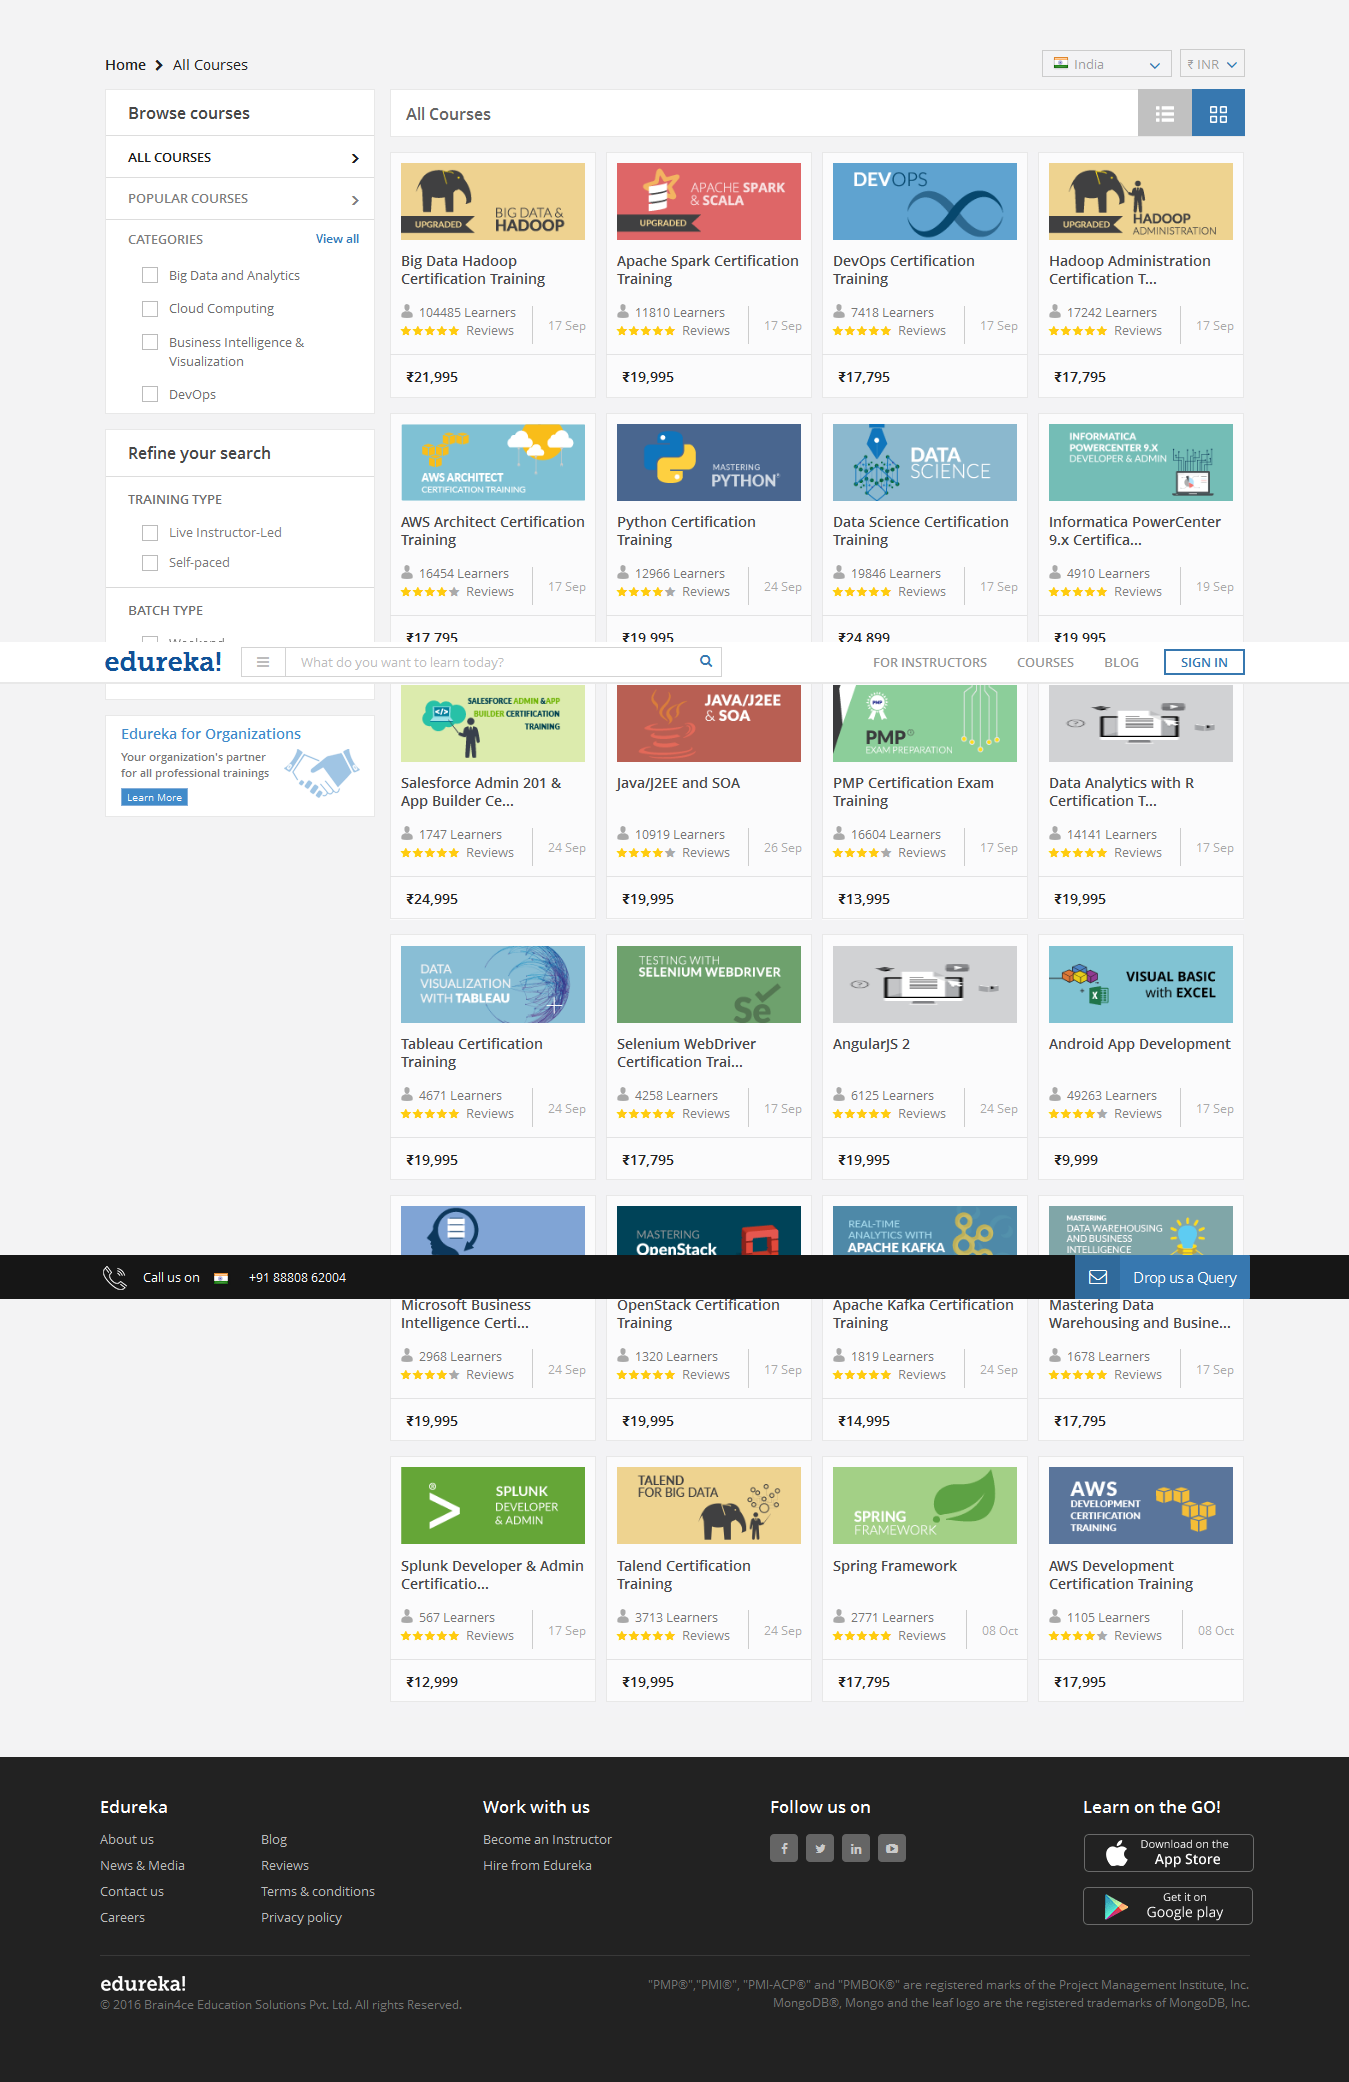 Home
All Courses
India
₹ INR
Browse courses
ALL COURSES
POPULAR COURSES
CATEGORIES
View all
Big Data and Analytics
Cloud Computing
Business Intelligence &
Visualization
DevOps
Refine your search
TRAINING TYPE
Live Instructor-Led
Self-paced
BATCH TYPE
Weekend
Edureka for Organizations
Your organization's partner
for all professional trainings
Learn More
All Courses
BIG DATA &
HADOOP
UPGRADED
Big Data Hadoop
Certification Training
104485 Learners
Reviews
17 Sep
₹21,995
APACHE SPARK
& SCALA
UPGRADED
Apache Spark Certification
Training
11810 Learners
Reviews
17 Sep
₹19,995
DEVOPS
DevOps Certification
Training
7418 Learners
Reviews
17 Sep
₹17,795
HADOOP
ADMINISTRATION
UPGRADED
Hadoop Administration
Certification T...
17242 Learners
Reviews
17 Sep
₹17,795
AWS ARCHITECT
CERTIFICATION TRAINING
AWS Architect Certification
Training
16454 Learners
Reviews
17 Sep
₹17,795
MASTERING
PYTHON
Python Certification
Training
12966 Learners
Reviews
24 Sep
₹19,995
DATA
SCIENCE
Data Science Certification
Training
19846 Learners
Reviews
17 Sep
₹24,899
INFORMATICA
POWERCENTER 9.X
DEVELOPER & ADMIN
Informatica PowerCenter
9.x Certifica...
4910 Learners
Reviews
19 Sep
₹19,995
edureka!
What do you want to learn today?
FOR INSTRUCTORS
COURSES
BLOG
SIGN IN
SALESFORCE ADMIN &APP
BUILDER CERTIFICATION
TRAINING
Salesforce Admin 201 &
App Builder Ce...
1747 Learners
Reviews
24 Sep
₹24,995
JAVA/J2EE
& SOA
Java/J2EE and SOA
10919 Learners
Reviews
26 Sep
₹19,995
PMP
PMP®
EXAM PREPARATION
PMP Certification Exam
Training
16604 Learners
Reviews
17 Sep
₹13,995
Data Analytics with R
Certification T...
14141 Learners
Reviews
17 Sep
₹19,995
DATA
VISUALIZATION
WITH TABLEAU
Tableau Certification
Training
4671 Learners
Reviews
24 Sep
₹19,995
TESTING WITH
SELENIUM WEBDRIVER
Se
Selenium WebDriver
Certification Trai...
4258 Learners
Reviews
17 Sep
₹17,795
AngularJS 2
6125 Learners
Reviews
24 Sep
₹19,995
VISUAL BASIC
with EXCEL
Android App Development
49263 Learners
Reviews
17 Sep
₹9,999
Microsoft Business
Intelligence Certi...
2968 Learners
Reviews
24 Sep
₹19,995
MASTERING
OpenStack
OpenStack Certification
Training
1320 Learners
Reviews
17 Sep
₹19,995
REAL-TIME
ANALYTICS WITH
APACHE KAFKA
Apache Kafka Certification
Training
1819 Learners
Reviews
24 Sep
₹14,995
MASTERING
DATA WAREHOUSING
AND BUSINESS
INTELLIGENCE
Mastering Data
Warehousing and Busine...
1678 Learners
Reviews
17 Sep
₹17,795
Call us on
+91 88808 62004
Drop us a Query
SPLUNK
DEVELOPER
& ADMIN
Splunk Developer & Admin
Certificatio...
567 Learners
Reviews
17 Sep
₹12,999
TALEND
FOR BIG DATA
Talend Certification
Training
3713 Learners
Reviews
24 Sep
₹19,995
SPRING
FRAMEWORK
Spring Framework
2771 Learners
Reviews
08 Oct
₹17,795
AWS
DEVELOPMENT
CERTIFICATION
TRAINING
AWS Development
Certification Training
1105 Learners
Reviews
08 Oct
₹17,995
Edureka
About us
News & Media
Contact us
Careers
Blog
Reviews
Terms & conditions
Privacy policy
Work with us
Become an Instructor
Hire from Edureka
Follow us on
Learn on the GO!
Download on the
App Store
Get it on
Google play
edureka!
© 2016 Brain4ce Education Solutions Pvt. Ltd. All rights Reserved.
"PMP®","PMI®", "PMI-ACP®" and "PMBOK®" are registered marks of the Project Management Institute, Inc.
MongoDB®, Mongo and the leaf logo are the registered trademarks of MongoDB, Inc.